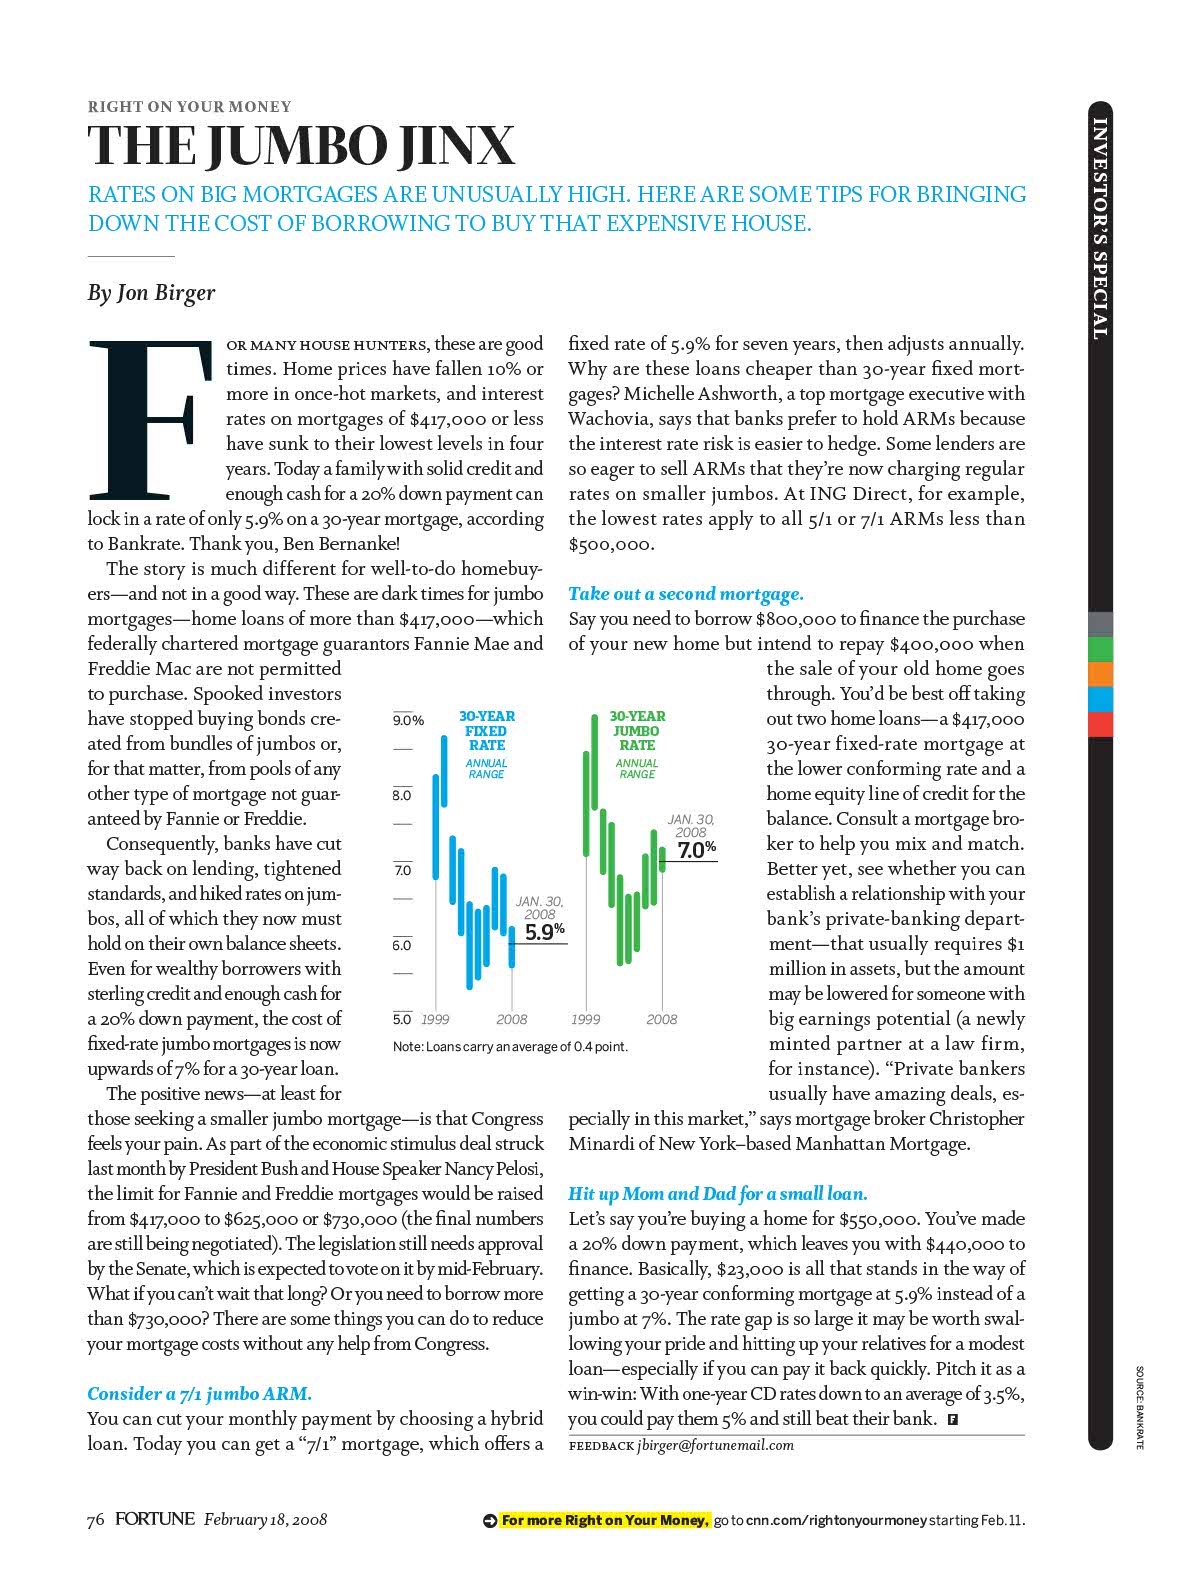 RIGHT ON YOUR MONEY
THE JUMBO JINX
RATES ON BIG MORTGAGES ARE UNUSUALLY HIGH. HERE ARE SOME TIPS FOR BRINGING
DOWN THE COST OF BORROWING TO BUY THAT EXPENSIVE HOUSE.
By Jon Birger
FOR MANY HOUSE HUNTERS, these are good
times. Home prices have fallen 10% or
more in once-hot markets, and interest
rates on mortgages of $417,000 or less
have sunk to their lowest levels in four
years. Today a family with solid credit and
enough cash for a 20% down payment can
lock in a rate of only 5.9% on a 30-year mortgage, according
to Bankrate. Thank you, Ben Bernanke!
The story is much different for well-to-do homebuy-
ers—and not in a good way. These are dark times for jumbo
mortgages—home loans of more than $417,000—which
federally chartered mortgage guarantors Fannie Mae and
Freddie Mac are not permitted
to purchase. Spooked investors
have stopped buying bonds cre-
ated from bundles of jumbos or,
for that matter, from pools of any
other type of mortgage not guar-
anteed by Fannie or Freddie.
Consequently, banks have cut
way back on lending, tightened
standards, and hiked rates on jum-
bos, all of which they now must
hold on their own balance sheets.
Even for wealthy borrowers with
sterling credit and enough cash for
a 20% down payment, the cost of
fixed-rate jumbo mortgages is now
upwards of 7% for a 30-year loan.
The positive news—at least for
those seeking a smaller jumbo mortgage—is that Congress
feels your pain. As part of the economic stimulus deal struck
last month by President Bush and House Speaker Nancy Pelosi,
the limit for Fannie and Freddie mortgages would be raised
from $417,000 to $625,000 or $730,000 (the final numbers
are still being negotiated). The legislation still needs approval
by the Senate, which is expected to vote on it by mid-February.
What if you can't wait that long? Or you need to borrow more
than $730,000? There are some things you can do to reduce
your mortgage costs without any help from Congress.
Consider a 7/1 jumbo ARM.
You can cut your monthly payment by choosing a hybrid
loan. Today you can get a "7/1" mortgage, which offers a
fixed rate of 5.9% for seven years, then adjusts annually.
Why are these loans cheaper than 30-year fixed mort-
gages? Michelle Ashworth, a top mortgage executive with
Wachovia, says that banks prefer to hold ARMs because
the interest rate risk is easier to hedge. Some lenders are
so eager to sell ARMs that they're now charging regular
rates on smaller jumbos. At ING Direct, for example,
the lowest rates apply to all 5/1 or 7/1 ARMs less than
$500,000.
Take out a second mortgage.
Say you need to borrow $800,000 to finance the purchase
of your new home but intend to repay $400,000 when
the sale of your old home goes
through. You'd be best off taking
out two home loans—a $417,000
30-year fixed-rate mortgage at
the lower conforming rate and a
home equity line of credit for the
balance. Consult a mortgage bro-
ker to help you mix and match.
Better yet, see whether you can
establish a relationship with your
bank's private-banking depart-
ment—that usually requires $1
million in assets, but the amount
may be lowered for someone with
big earnings potential (a newly
minted partner at a law firm,
for instance). "Private bankers
usually have amazing deals, es-
pecially in this market," says mortgage broker Christopher
Minardi of New York–based Manhattan Mortgage.
Hit up Mom and Dad for a small loan.
Let's say you're buying a home for $550,000. You've made
a 20% down payment, which leaves you with $440,000 to
finance. Basically, $23,000 is all that stands in the way of
getting a 30-year conforming mortgage at 5.9% instead of a
jumbo at 7%. The rate gap is so large it may be worth swal-
lowing your pride and hitting up your relatives for a modest
loan—especially if you can pay it back quickly. Pitch it as a
win-win: With one-year CD rates down to an average of 3.5%,
you could pay them 5% and still beat their bank. F
FEEDBACK jbirger@fortunemail.com
9.0%
8.0
7.0
6.0
5.0
30-YEAR
FIXED
RATE
ANNUAL
RANGE
JAN. 30,
2008
5.9%
1999
2008
30-YEAR
JUMBO
RATE
ANNUAL
RANGE
JAN. 30,
2008
7.0%
1999
2008
Note: Loans carry an average of 0.4 point.
INVESTOR'S SPECIAL
SOURCE: BANKRATE
76 FORTUNE February 18, 2008
For more Right on Your Money, go to cnn.com/rightonyourmoney starting Feb. 11.